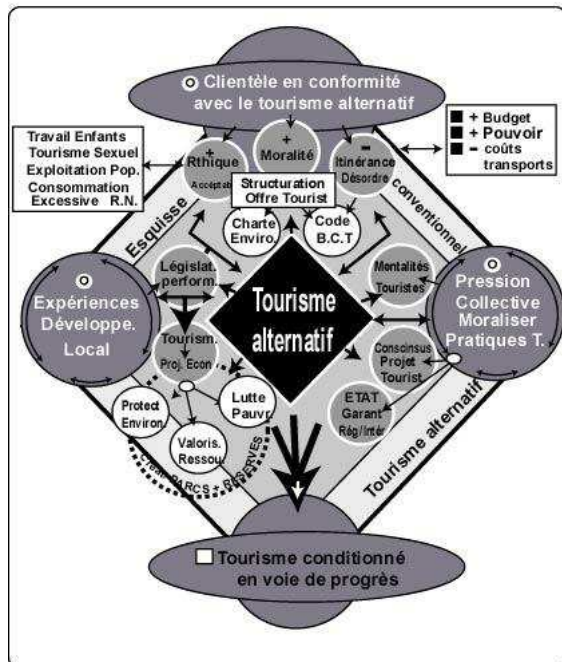 Clientèle en conformité
avec le tourisme alternatif
+ Budget
+ Pouvoir
- coûts
transports
Travail Enfants
Tourisme Sexuel
Exploitation Pop.
Consommation
Excessive R.N.
+
Rthique
Acceptab
+
Moralité
-
Itinérance
Désordre
Structuration
Offre Tourist
Charte
Enviro.
Code
B.C.T
Esquisse
conventionnel
Législat.
perform.
Mentalités
Touristes
Expériences
Développe.
Local
Tourisme
alternatif
Pression
Collective
Moraliser
Pratiques T.
Tourism.
Proj. Econ
Conscinsus
Projet
Tourist.
Lutte
Pauvr.
ETAT
Garant
Rég/Intér
Protect
Environ.
Valoris.
Ressou.
PARCS + RESERVES
Tourisme alternatif
Tourisme conditionné
en voie de progrès